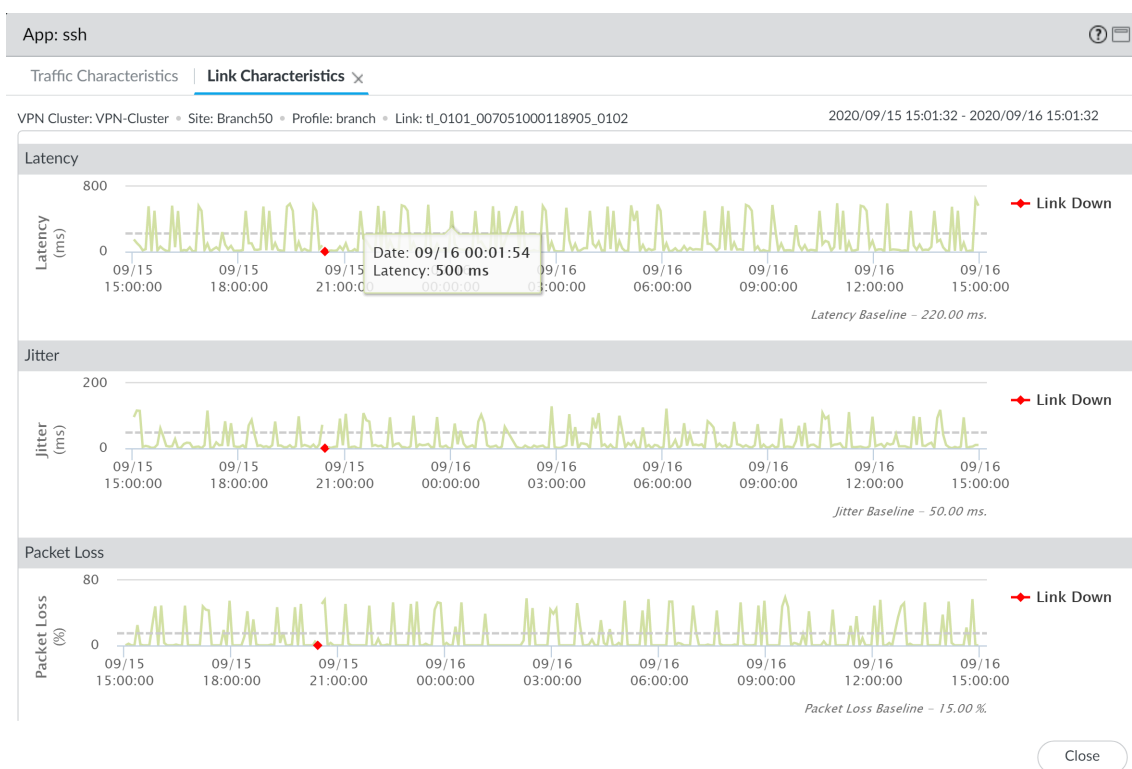 App: ssh
Traffic Characteristics Link Characteristics
VPN Cluster: VPN-Cluster • Site: Branch50 • Profile: branch • Link: tl_0101_007051000118905_0102 2020/09/15 15:01:32 - 2020/09/16 15:01:32
Latency
800
0
Latency
(ms)
Link Down
Date: 09/16 00:01:54
Latency: 500 ms
09/15 09/15 09/15 09/16 09/16 09/16 09/16 09/16
15:00:00 18:00:00 21:00:00 00:00:00 03:00:00 06:00:00 09:00:00 12:00:00 15:00:00
Latency Baseline – 220.00 ms.
Jitter
200
0
Jitter
(ms)
Link Down
09/15 09/15 09/15 09/16 09/16 09/16 09/16 09/16 09/16
15:00:00 18:00:00 21:00:00 00:00:00 03:00:00 06:00:00 09:00:00 12:00:00 15:00:00
Jitter Baseline – 50.00 ms.
Packet Loss
80
0
Packet Loss
(%)
Link Down
09/15 09/15 09/15 09/16 09/16 09/16 09/16 09/16 09/16
15:00:00 18:00:00 21:00:00 00:00:00 03:00:00 06:00:00 09:00:00 12:00:00 15:00:00
Packet Loss Baseline – 15.00 %.
Close